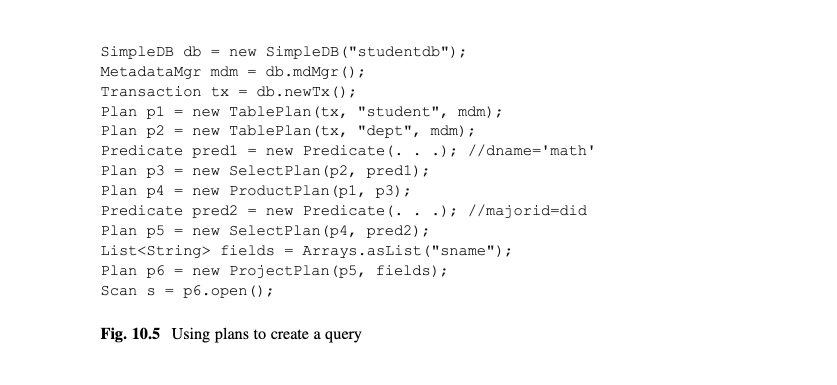 SimpleDB db = new SimpleDB("studentdb");
MetadataMgr mdm = db.mdMgr();
Transaction tx = db.newTx();
Plan p1 = new TablePlan(tx, "student", mdm);
Plan p2 = new TablePlan(tx, "dept", mdm);
Predicate pred1 = new Predicate(. . .); //dname='math'
Plan p3 = new SelectPlan(p2, pred1);
Plan p4 = new ProductPlan(p1, p3);
Predicate pred2 = new Predicate(. . .); //majorid=did
Plan p5 = new SelectPlan(p4, pred2);
List<String> fields = Arrays.asList("sname");
Plan p6 = new ProjectPlan(p5, fields);
Scan s = p6.open();
Fig. 10.5 Using plans to create a query